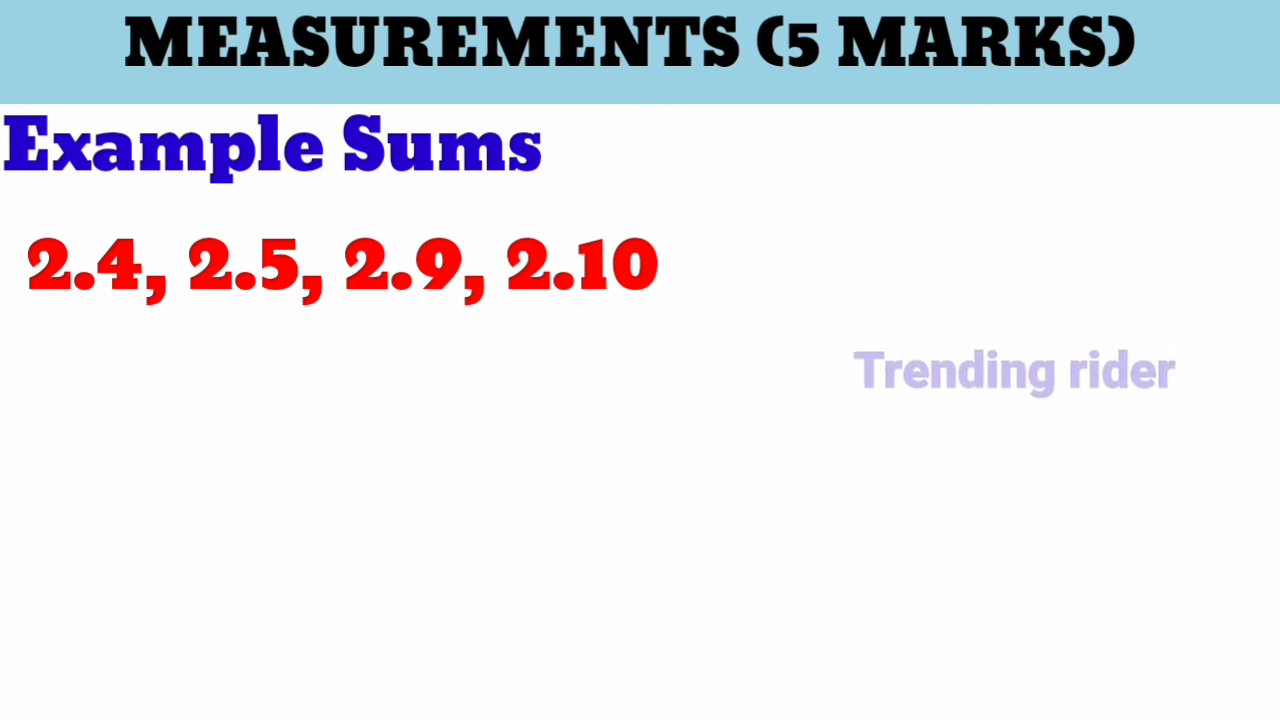 MEASUREMENTS (5 MARKS)
Example Sums
2.4, 2.5, 2.9, 2.10
Trending rider